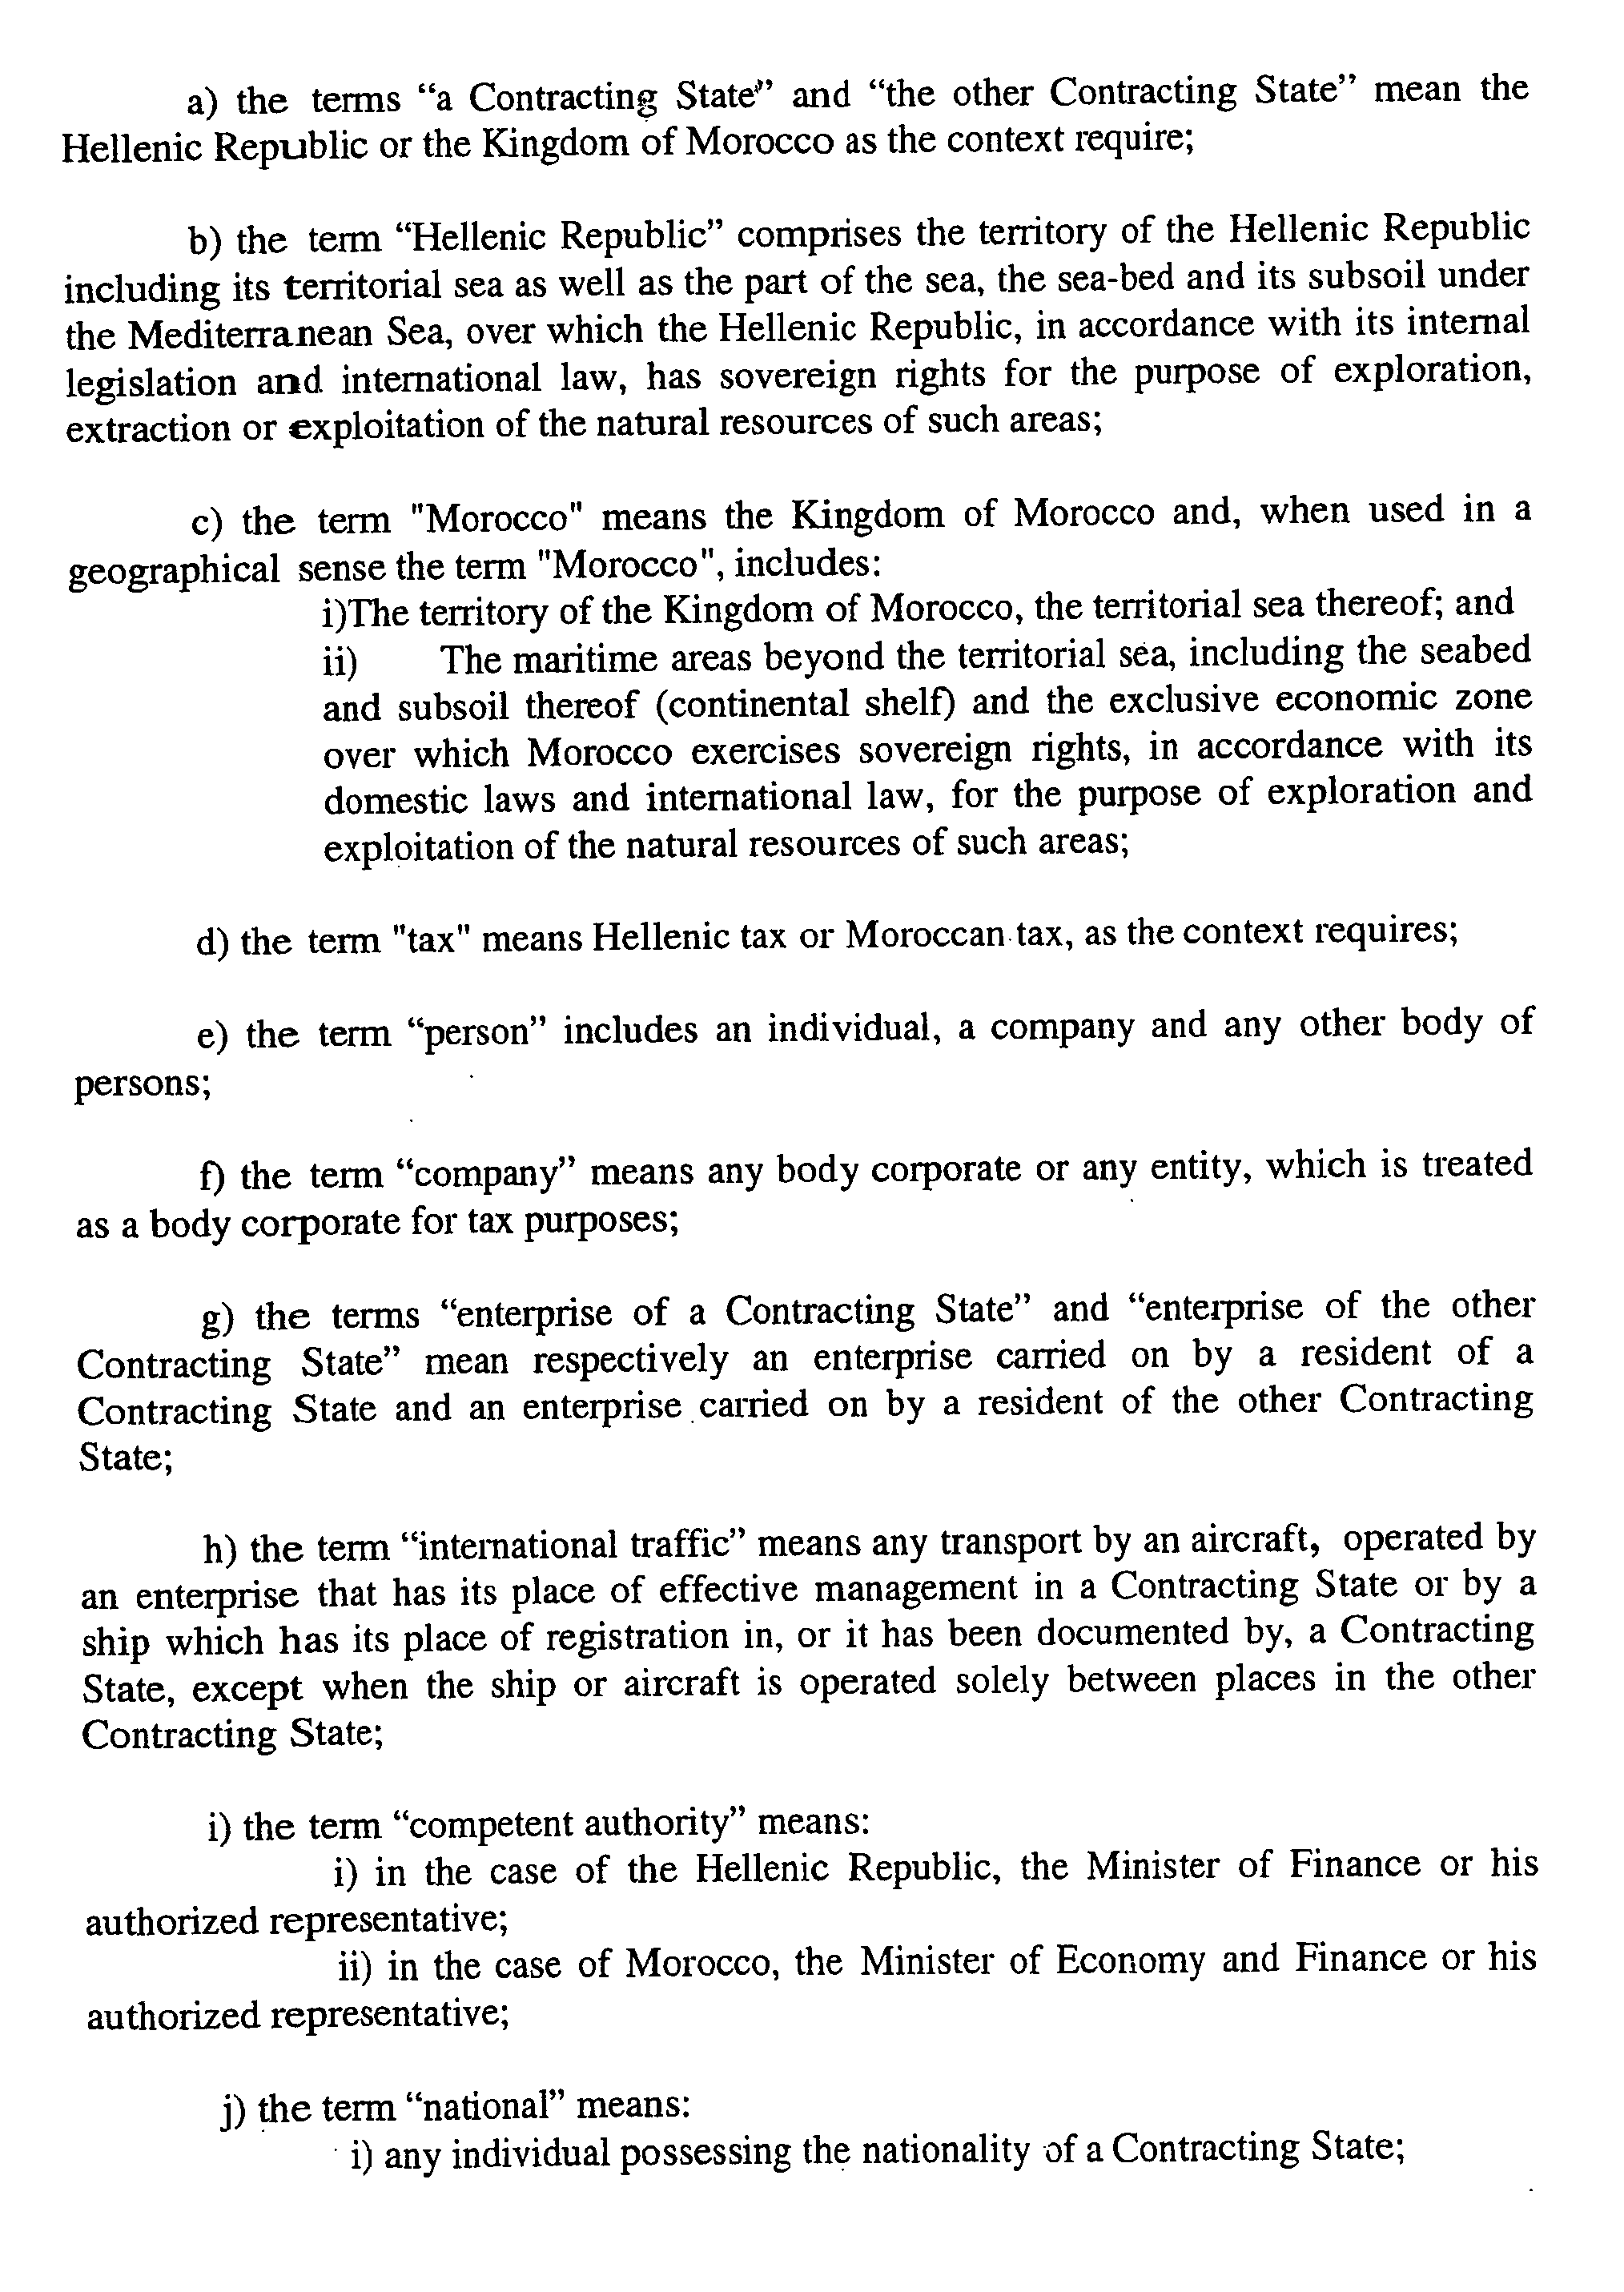 a) the terms “a Contracting State” and “the other Contracting State” mean the
Hellenic Republic or the Kingdom of Morocco as the context require;
b) the term “Hellenic Republic” comprises the territory of the Hellenic Republic
including its territorial sea as well as the part of the sea, the sea-bed and its subsoil under
the Mediterranean Sea, over which the Hellenic Republic, in accordance with its internal
legislation and international law, has sovereign rights for the purpose of exploration,
extraction or exploitation of the natural resources of such areas;
c) the term "Morocco" means the Kingdom of Morocco and, when used in a
geographical sense the term "Morocco", includes:
i)The territory of the Kingdom of Morocco, the territorial sea thereof; and
ii) The maritime areas beyond the territorial sea, including the seabed
and subsoil thereof (continental shelf) and the exclusive economic zone
over which Morocco exercises sovereign rights, in accordance with its
domestic laws and international law, for the purpose of exploration and
exploitation of the natural resources of such areas;
d) the term "tax" means Hellenic tax or Moroccan tax, as the context requires;
e) the term “person” includes an individual, a company and any other body of
persons;
f) the term “company” means any body corporate or any entity, which is treated
as a body corporate for tax purposes;
g) the terms “enterprise of a Contracting State” and “enterprise of the other
Contracting State” mean respectively an enterprise carried on by a resident of a
Contracting State and an enterprise carried on by a resident of the other Contracting
State;
h) the term “international traffic” means any transport by an aircraft, operated by
an enterprise that has its place of effective management in a Contracting State or by a
ship which has its place of registration in, or it has been documented by, a Contracting
State, except when the ship or aircraft is operated solely between places in the other
Contracting State;
i) the term “competent authority” means:
i) in the case of the Hellenic Republic, the Minister of Finance or his
authorized representative;
ii) in the case of Morocco, the Minister of Economy and Finance or his
authorized representative;
j) the term “national” means:
i) any individual possessing the nationality of a Contracting State;